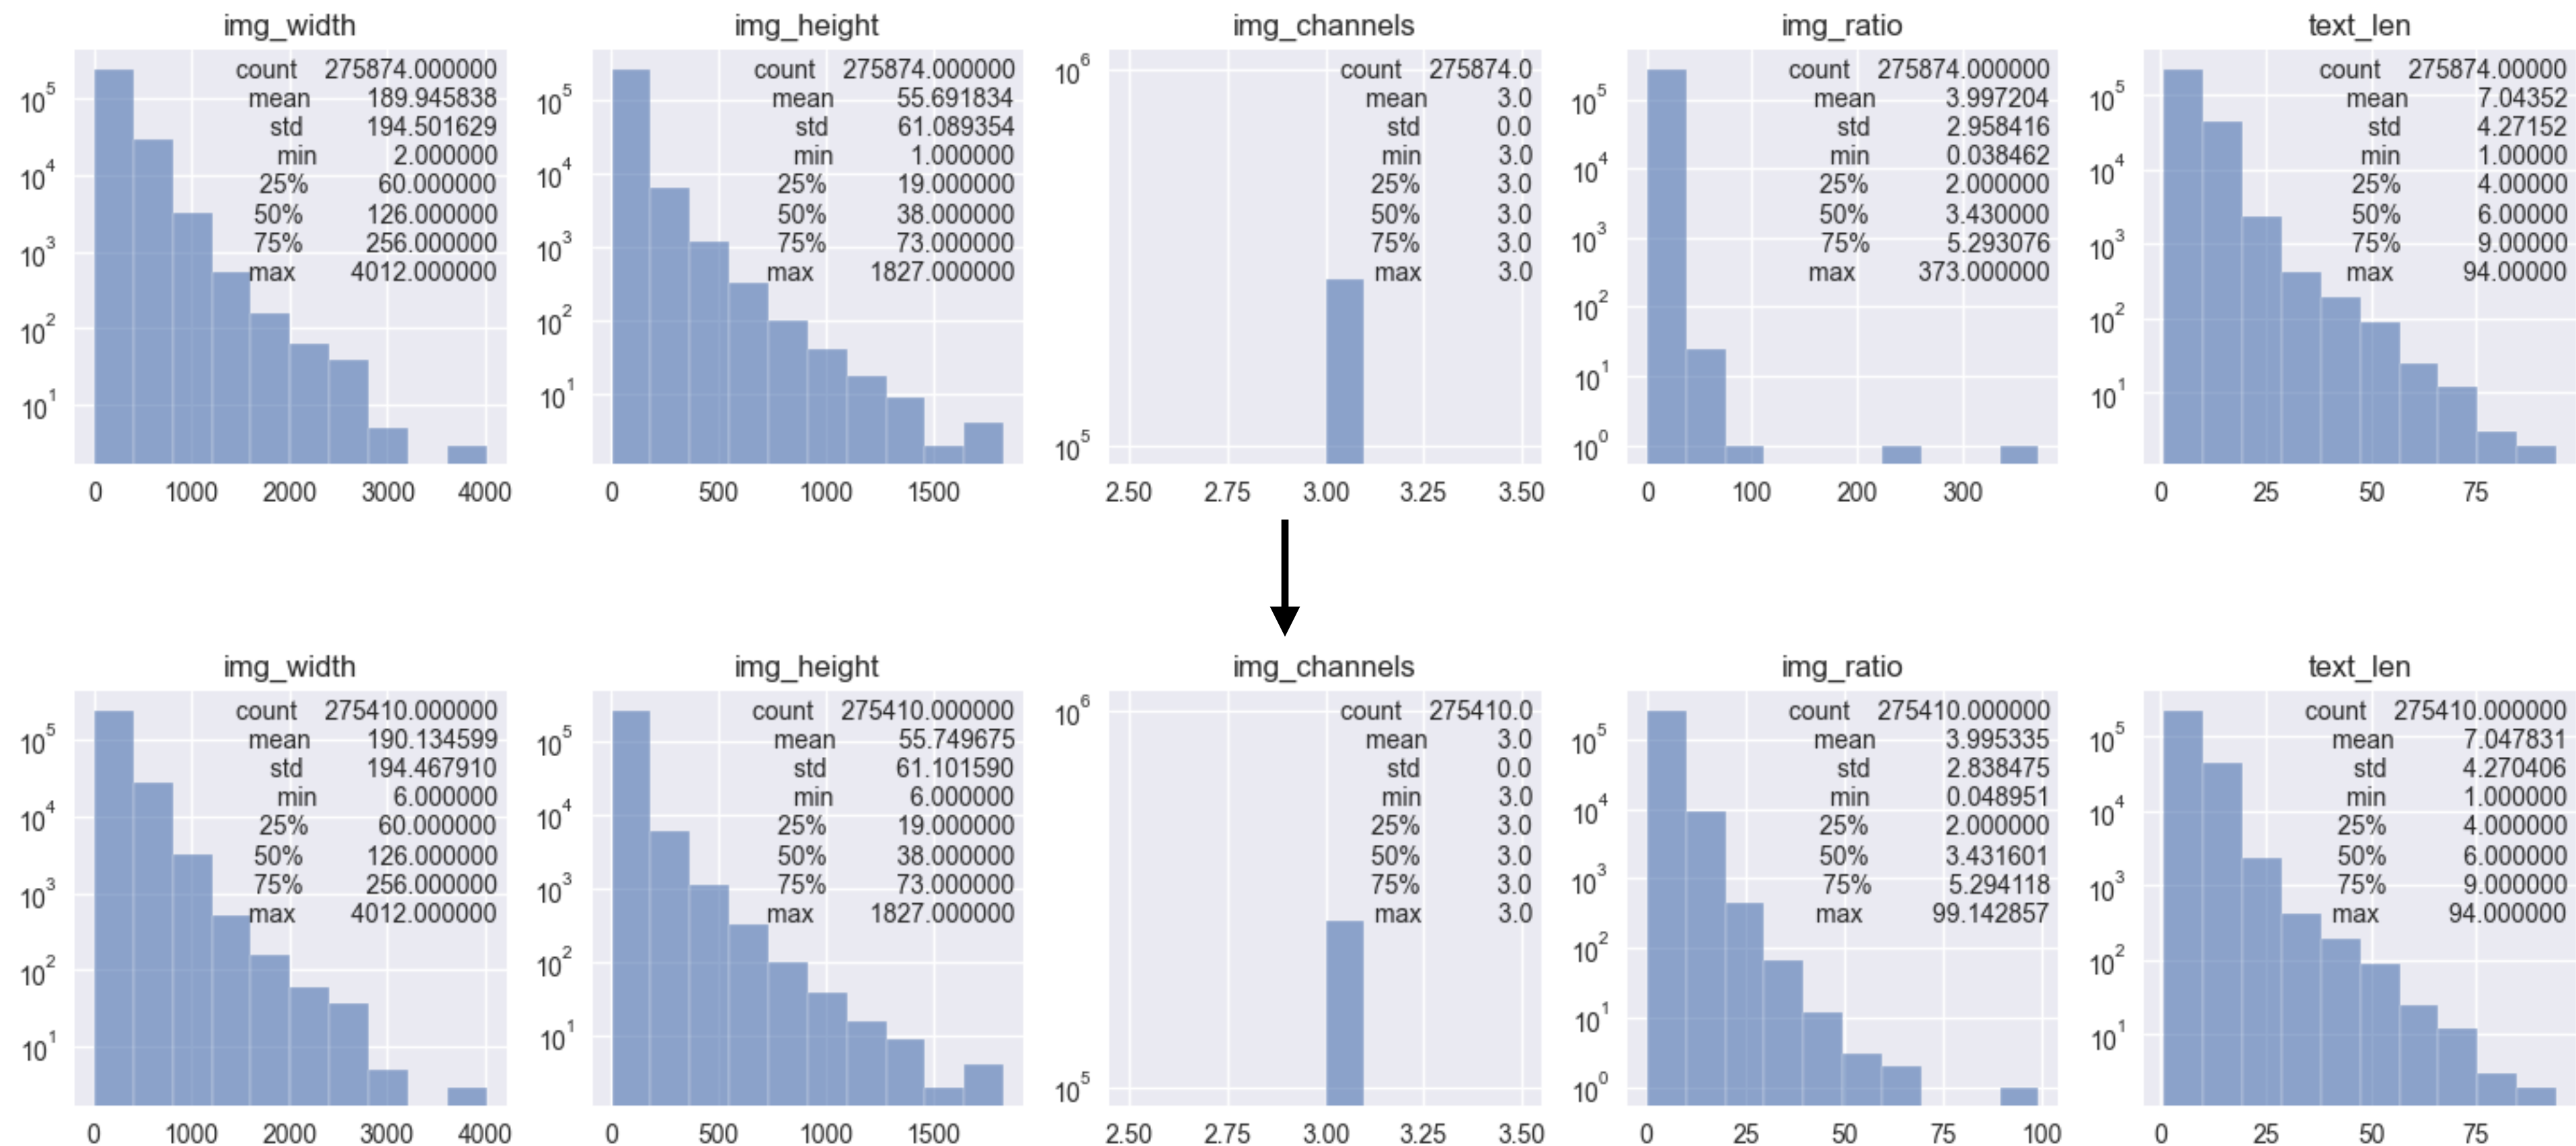 img_width
count 275874.000000
mean 189.945838
std 194.501629
min 2.000000
25% 60.000000
50% 126.000000
75% 256.000000
max 4012.000000
10^5
10^4
10^3
10^2
10^1
0 1000 2000 3000 4000
img_height
count 275874.000000
mean 55.691834
std 61.089354
min 1.000000
25% 19.000000
50% 38.000000
75% 73.000000
max 1827.000000
10^5
10^4
10^3
10^2
10^1
0 500 1000 1500
img_channels
count 275874.0
mean 3.0
std 0.0
min 3.0
25% 3.0
50% 3.0
75% 3.0
max 3.0
10^6
10^5
2.50 2.75 3.00 3.25 3.50
img_ratio
count 275874.000000
mean 3.997204
std 2.958416
min 0.038462
25% 2.000000
50% 3.430000
75% 5.293076
max 373.000000
10^5
10^4
10^3
10^2
10^1
10^0
0 100 200 300
text_len
count 275874.00000
mean 7.04352
std 4.27152
min 1.00000
25% 4.00000
50% 6.00000
75% 9.00000
max 94.00000
10^5
10^4
10^3
10^2
10^1
0 25 50 75
img_width
count 275410.000000
mean 190.134599
std 194.467910
min 6.000000
25% 60.000000
50% 126.000000
75% 256.000000
max 4012.000000
10^5
10^4
10^3
10^2
10^1
0 1000 2000 3000 4000
img_height
count 275410.000000
mean 55.749675
std 61.101590
min 6.000000
25% 19.000000
50% 38.000000
75% 73.000000
max 1827.000000
10^5
10^4
10^3
10^2
10^1
0 500 1000 1500
img_channels
count 275410.0
mean 3.0
std 0.0
min 3.0
25% 3.0
50% 3.0
75% 3.0
max 3.0
10^6
10^5
2.50 2.75 3.00 3.25 3.50
img_ratio
count 275410.000000
mean 3.995335
std 2.838475
min 0.048951
25% 2.000000
50% 3.431601
75% 5.294118
max 99.142857
10^5
10^4
10^3
10^2
10^1
10^0
0 25 50 75 100
text_len
count 275410.000000
mean 7.047831
std 4.270406
min 1.000000
25% 4.000000
50% 6.000000
75% 9.000000
max 94.000000
10^5
10^4
10^3
10^2
10^1
0 25 50 75